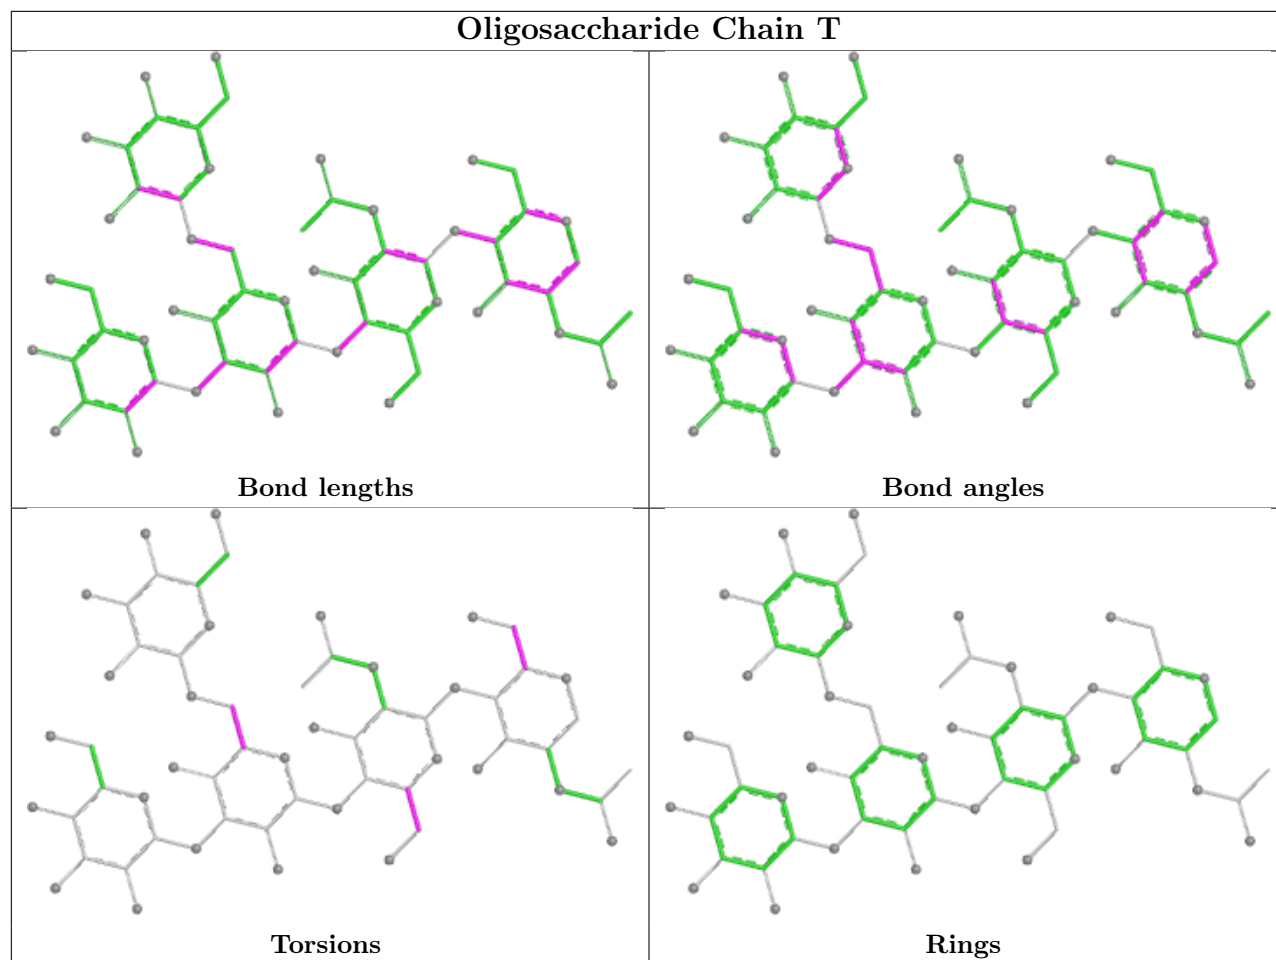 Oligosaccharide Chain T
Bond lengths
Bond angles
Torsions
Rings